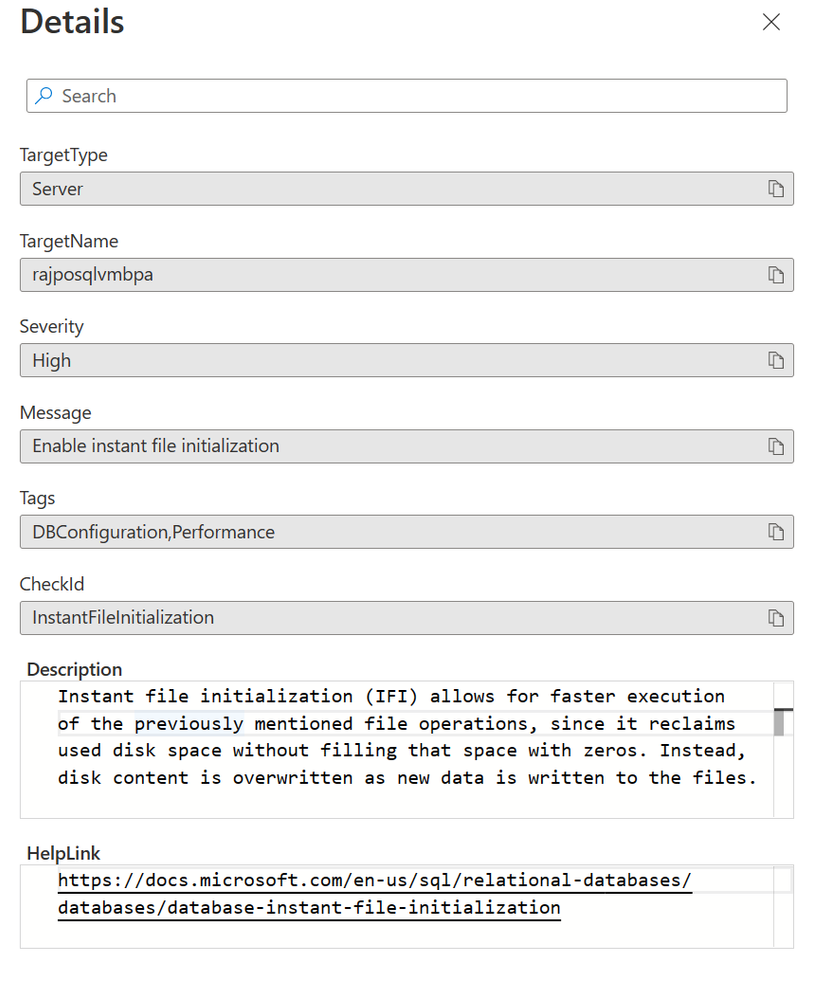 Details
Search
TargetType
Server
TargetName
rajposqlvmbpa
Severity
High
Message
Enable instant file initialization
Tags
DBConfiguration,Performance
CheckId
InstantFileInitialization
Description
Instant file initialization (IFI) allows for faster execution
of the previously mentioned file operations, since it reclaims
used disk space without filling that space with zeros. Instead,
disk content is overwritten as new data is written to the files.
HelpLink
https://docs.microsoft.com/en-us/sql/relational-databases/
databases/database-instant-file-initialization